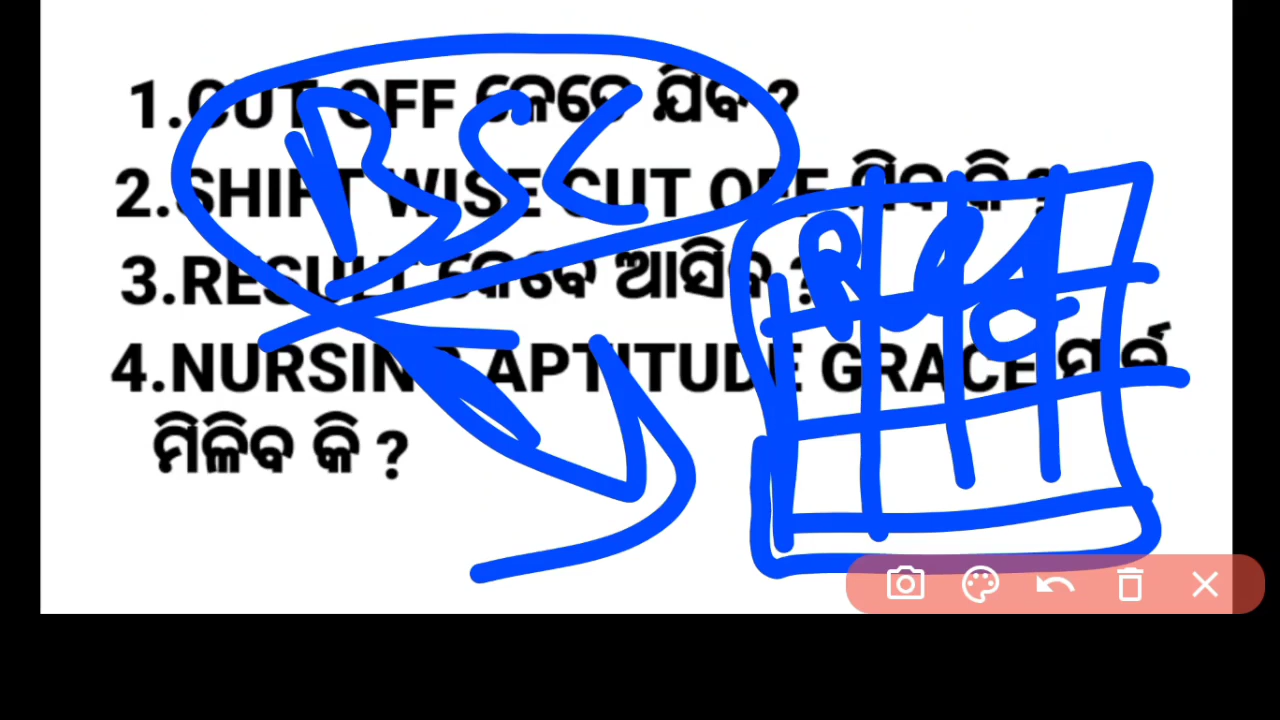 1.CUT OFF କେତେ ଯିବ ?
2.SHIFT WISE CUT OFF ଯିବ କି ?
3.RESULT କେବେ ଆସିବ ?
4.NURSING APTITUDE GRACE ମାର୍କ
ମିଳିବ କି ?
BSC